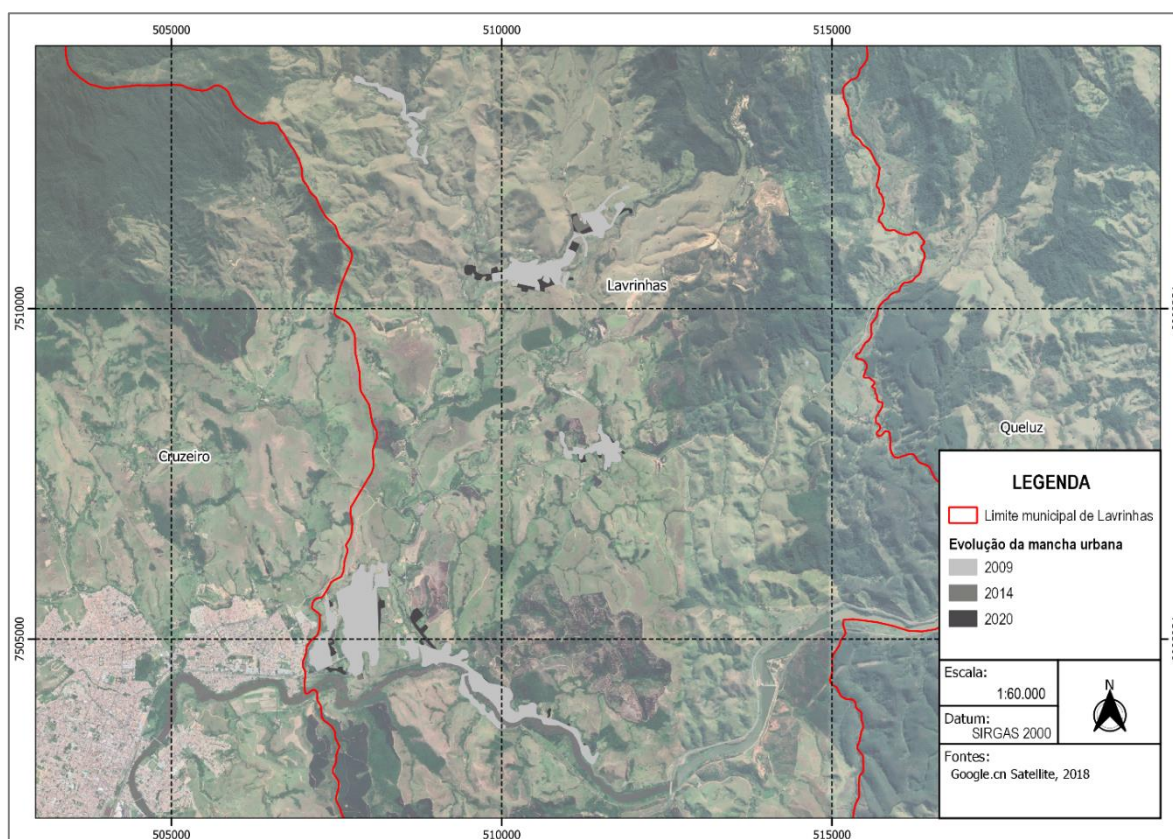 505000
510000
515000
Lavrinhas
7510000
Cruzeiro
Queluz
LEGENDA
Limite municipal de Lavrinhas
Evolução da mancha urbana
2009
2014
2020
7505000
Escala:
1:60.000
N
Datum:
SIRGAS 2000
Fontes:
Google.cn Satellite, 2018
505000
510000
515000